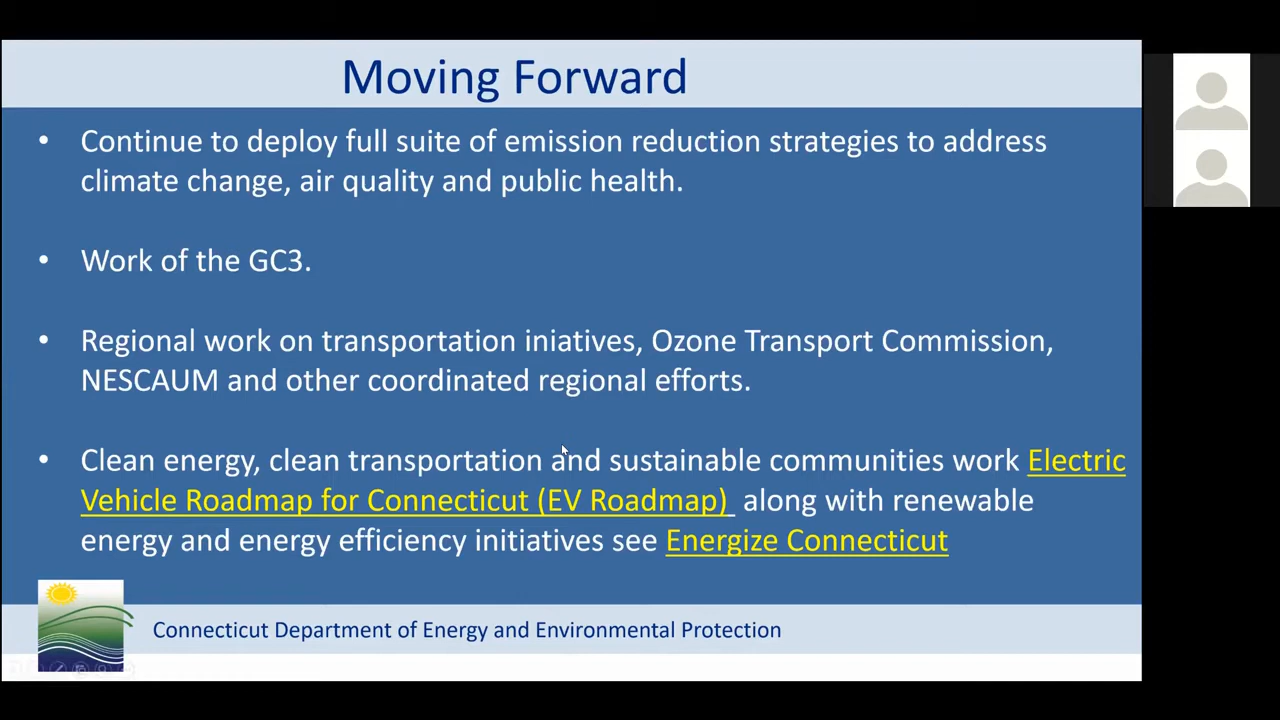 Moving Forward
• Continue to deploy full suite of emission reduction strategies to address
climate change, air quality and public health.
• Work of the GC3.
• Regional work on transportation iniatives, Ozone Transport Commission,
NESCAUM and other coordinated regional efforts.
• Clean energy, clean transportation and sustainable communities work Electric
Vehicle Roadmap for Connecticut (EV Roadmap) along with renewable
energy and energy efficiency initiatives see Energize Connecticut
Connecticut Department of Energy and Environmental Protection